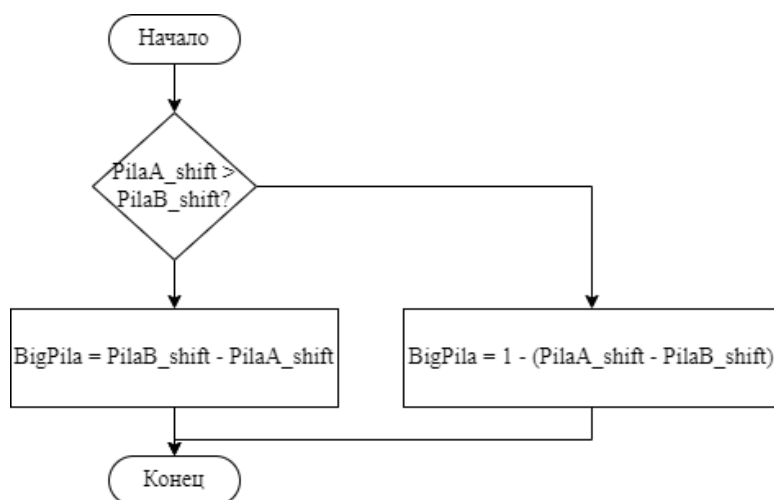 Начало
PilaA_shift >
PilaB_shift?
BigPila = PilaB_shift - PilaA_shift
BigPila = 1 - (PilaA_shift - PilaB_shift)
Конец